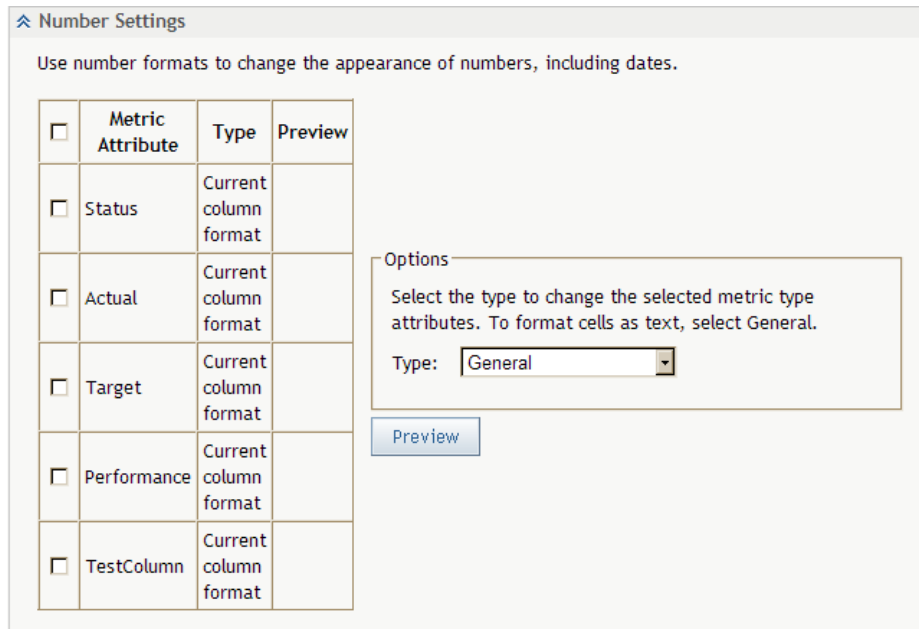 Number Settings
Use number formats to change the appearance of numbers, including dates.
Metric
Attribute
Type
Preview
Status
Current
column
format
Actual
Current
column
format
Target
Current
column
format
Performance
Current
column
format
TestColumn
Current
column
format
Options
Select the type to change the selected metric type
attributes. To format cells as text, select General.
Type: General
Preview